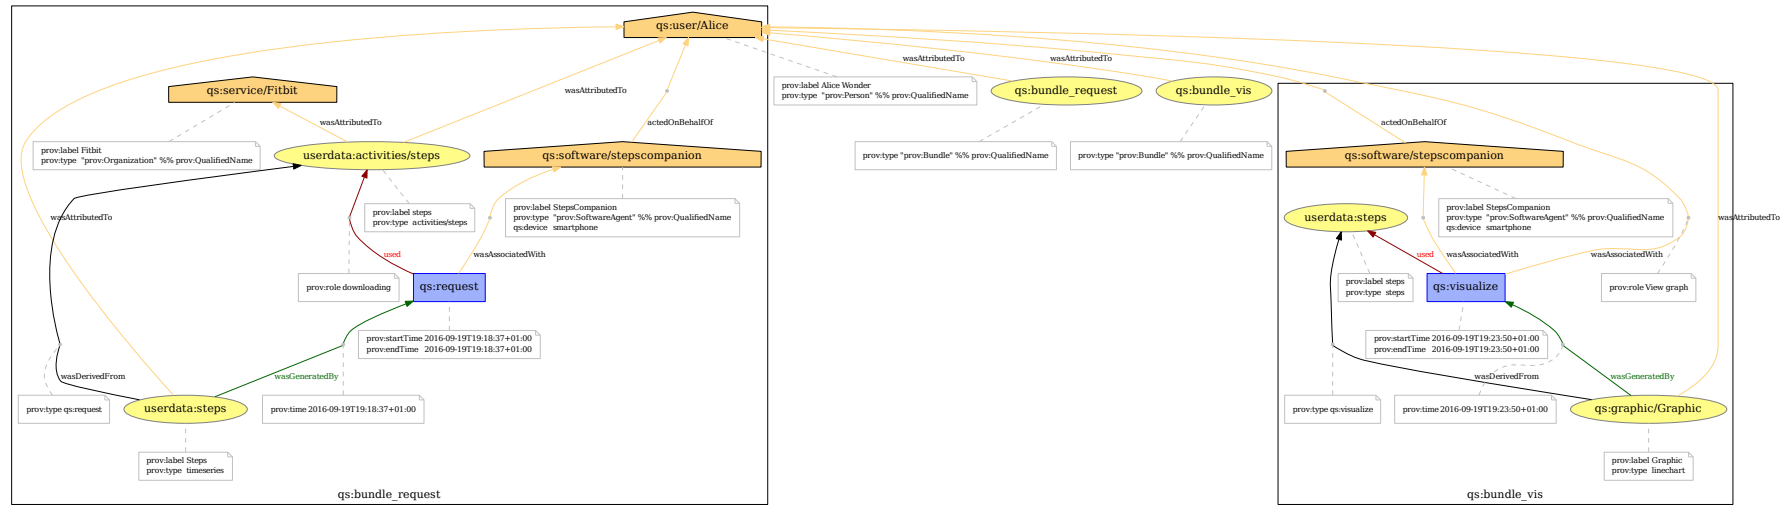 qs:user/Alice
wasAttributedTo
wasAttributedTo
qs:service/Fitbit
prov:label Alice Wonder
prov:type "prov:Person" %% prov:QualifiedName
qs:bundle_request
qs:bundle_vis
wasAttributedTo
wasAttributedTo
actedOnBehalfOf
actedOnBehalfOf
prov:label Fitbit
prov:type "prov:Organization" %% prov:QualifiedName
userdata:activities/steps
qs:software/stepscompanion
prov:type "prov:Bundle" %% prov:QualifiedName
prov:type "prov:Bundle" %% prov:QualifiedName
qs:software/stepscompanion
wasAttributedTo
prov:label steps
prov:type activities/steps
prov:label StepsCompanion
prov:type "prov:SoftwareAgent" %% prov:QualifiedName
qs:device smartphone
userdata:steps
prov:label StepsCompanion
prov:type "prov:SoftwareAgent" %% prov:QualifiedName
qs:device smartphone
wasAttributedTo
used
wasAssociatedWith
used
wasAssociatedWith
wasAssociatedWith
prov:role downloading
qs:request
prov:label steps
prov:type steps
qs:visualize
prov:role View graph
prov:startTime 2016-09-19T19:18:37+01:00
prov:endTime 2016-09-19T19:18:37+01:00
prov:startTime 2016-09-19T19:23:50+01:00
prov:endTime 2016-09-19T19:23:50+01:00
wasDerivedFrom
wasGeneratedBy
wasDerivedFrom
wasGeneratedBy
prov:type qs:request
userdata:steps
prov:time 2016-09-19T19:18:37+01:00
prov:type qs:visualize
prov:time 2016-09-19T19:23:50+01:00
qs:graphic/Graphic
prov:label Steps
prov:type timeseries
prov:label Graphic
prov:type linechart
qs:bundle_request
qs:bundle_vis